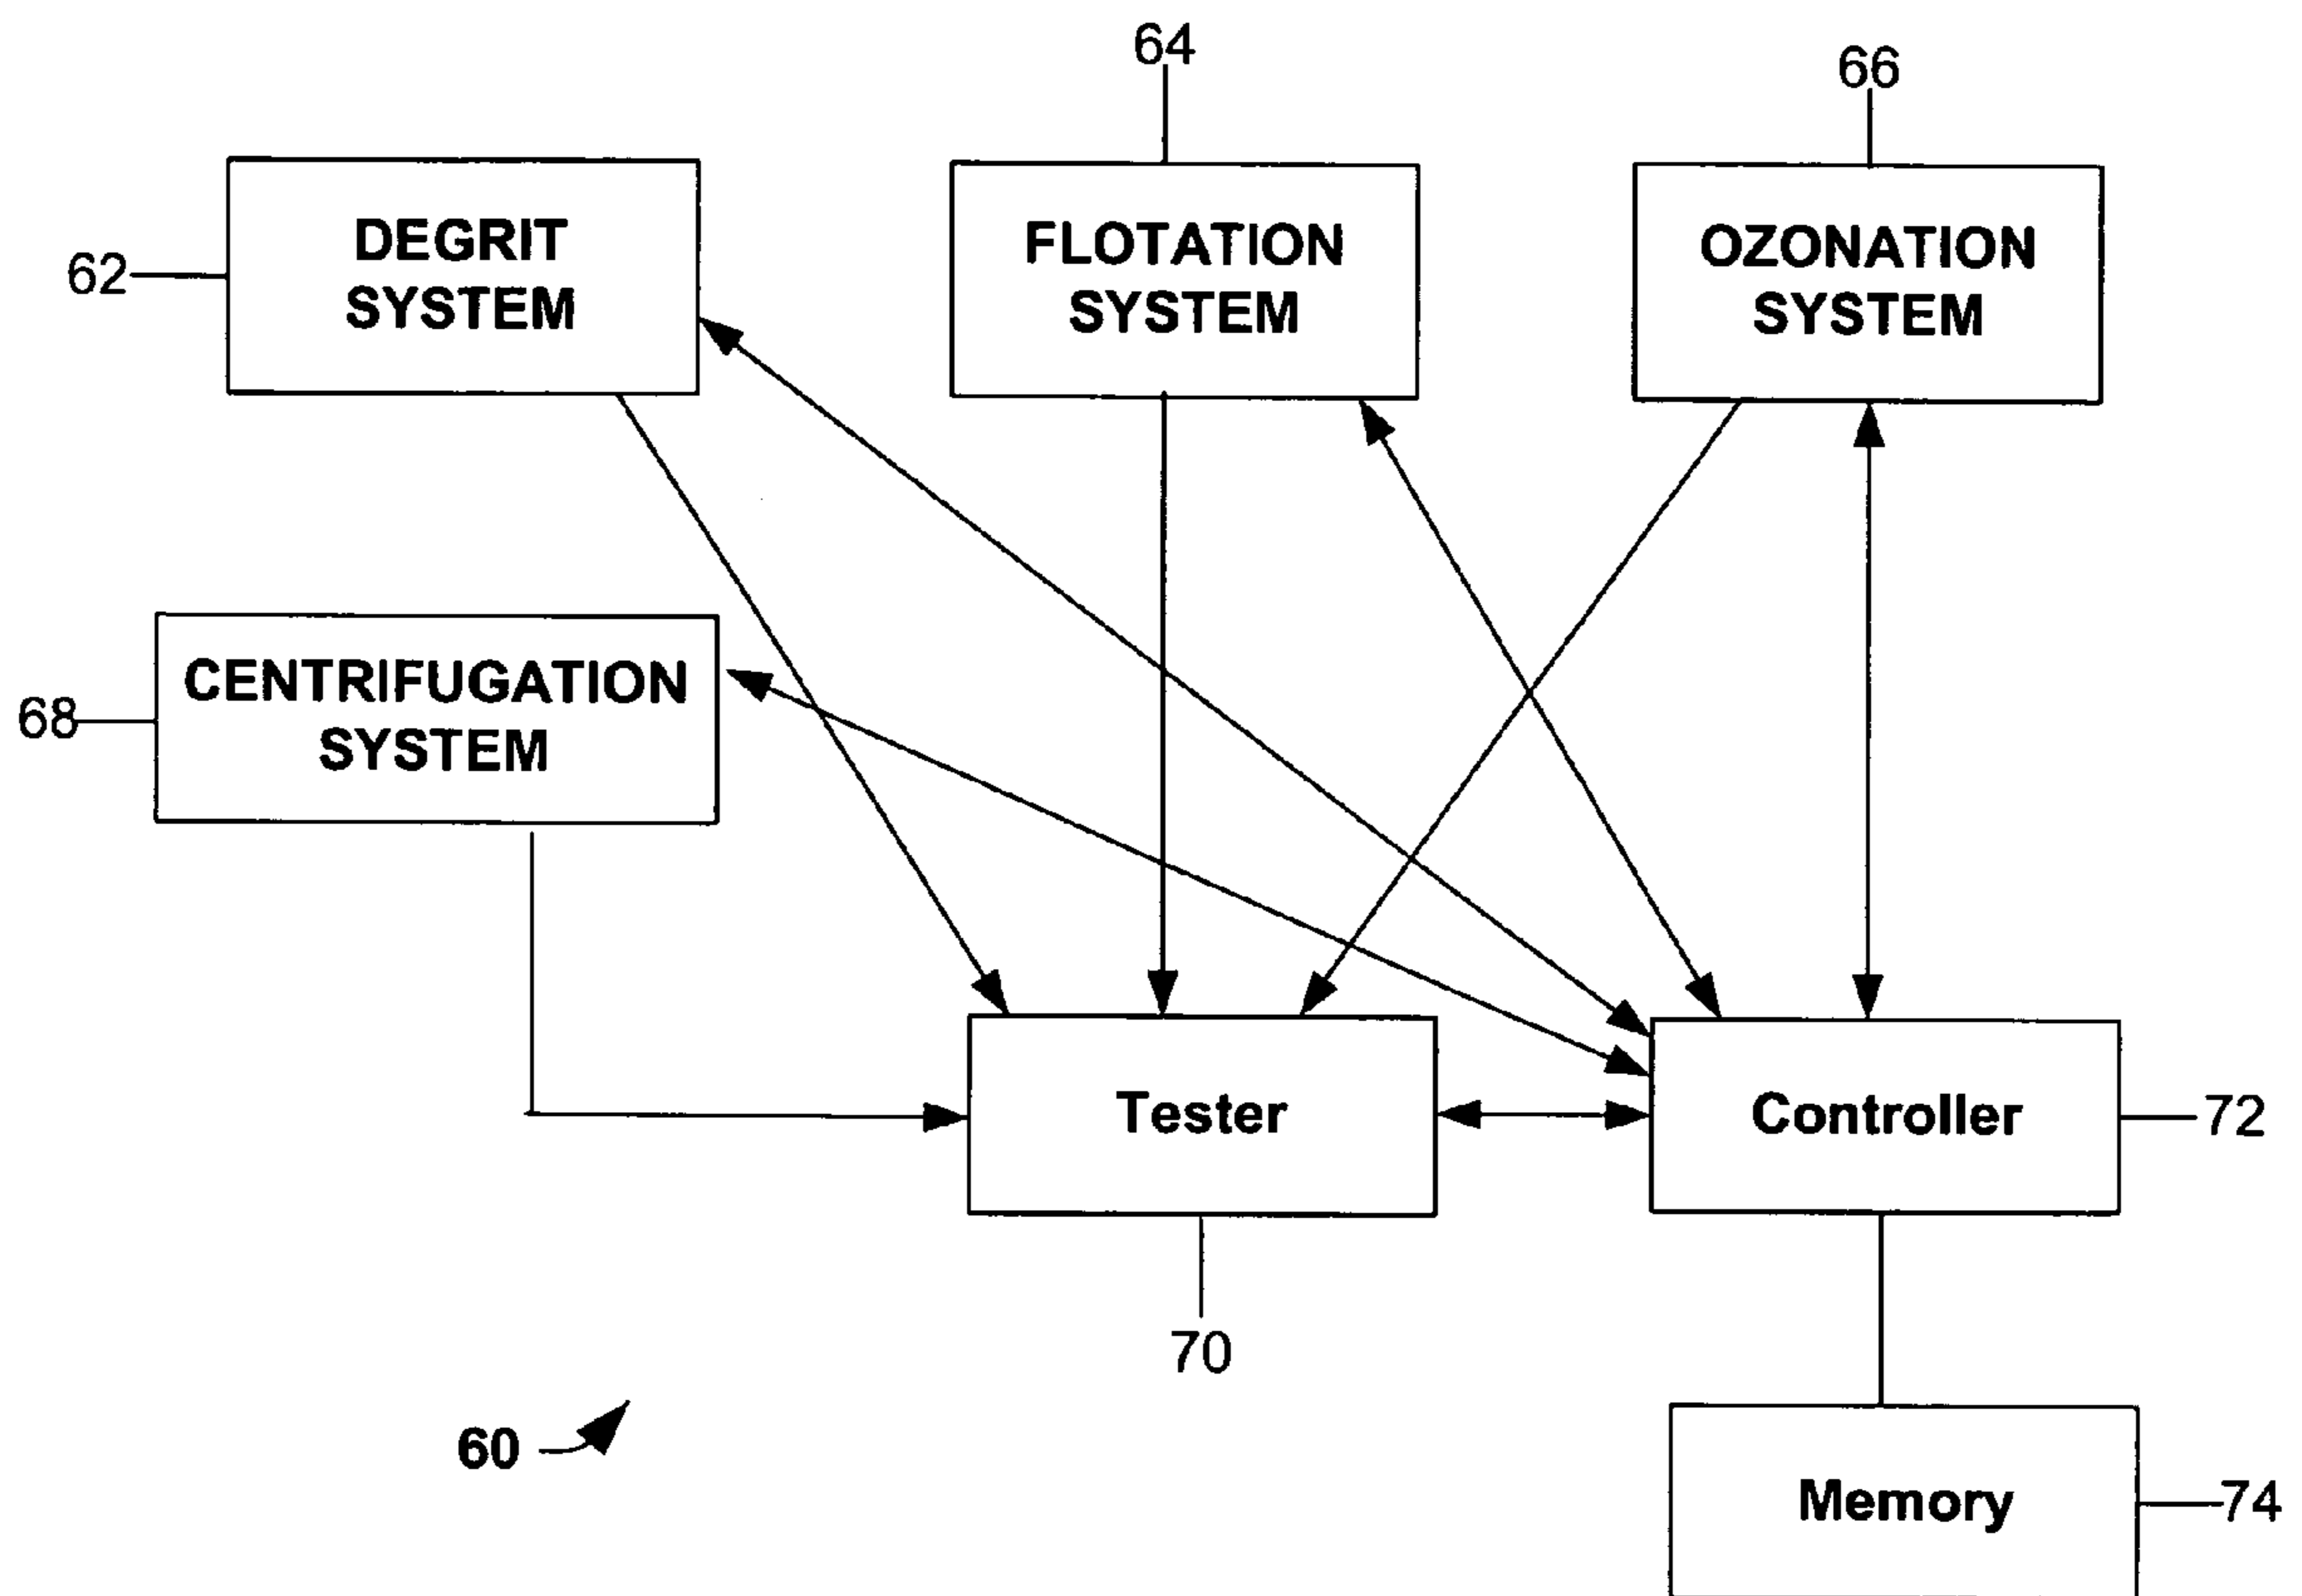 64
66
DEGRIT
SYSTEM
FLOTATION
SYSTEM
OZONATION
SYSTEM
62
CENTRIFUGATION
SYSTEM
68
Tester
Controller
72
70
60
Memory
74